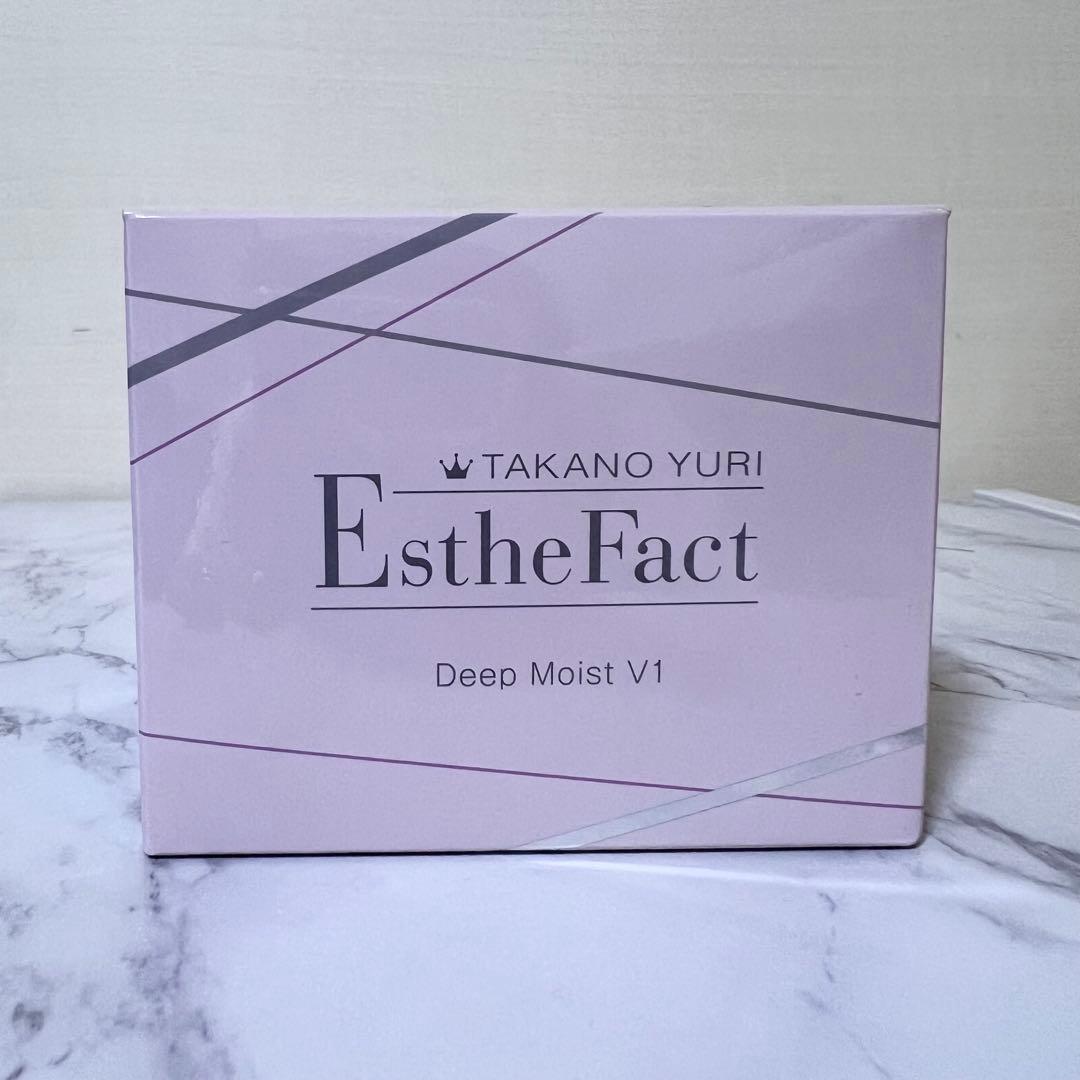 TAKANO YURI
EstheFact
Deep Moist V1